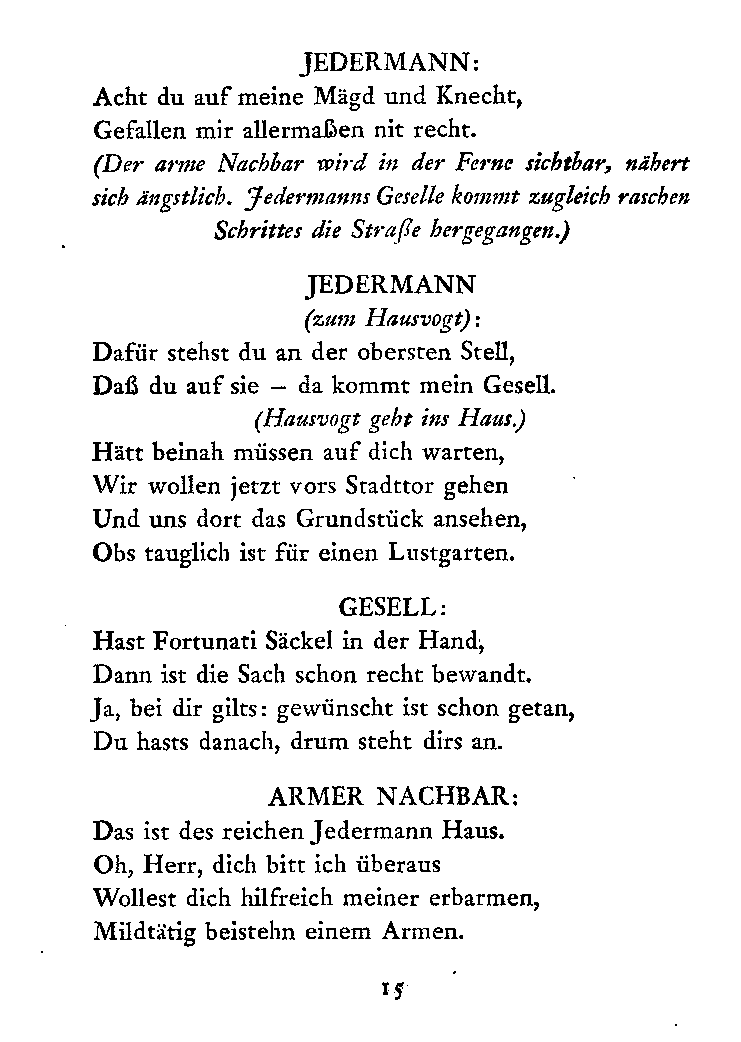 JEDERMANN:
Acht du auf meine Mägd und Knecht,
Gefallen mir allermaßen nit recht.
(Der arme Nachbar wird in der Ferne sichtbar, nähert
sich ängstlich. Jedermanns Geselle kommt zugleich raschen
Schrittes die Straße hergegangen.)
JEDERMANN
(zum Hausvogt):
Dafür stehst du an der obersten Stell,
Daß du auf sie – da kommt mein Gesell.
(Hausvogt geht ins Haus.)
Hätt beinah müssen auf dich warten,
Wir wollen jetzt vors Stadttor gehen
Und uns dort das Grundstück ansehen,
Obs tauglich ist für einen Lustgarten.
GESELL:
Hast Fortunati Säckel in der Hand,
Dann ist die Sach schon recht bewandt.
Ja, bei dir gilts: gewünscht ist schon getan,
Du hasts danach, drum steht dirs an.
ARMER NACHBAR:
Das ist des reichen Jedermann Haus.
Oh, Herr, dich bitt ich überaus
Wollest dich hilfreich meiner erbarmen,
Mildtätig beistehn einem Armen.
15